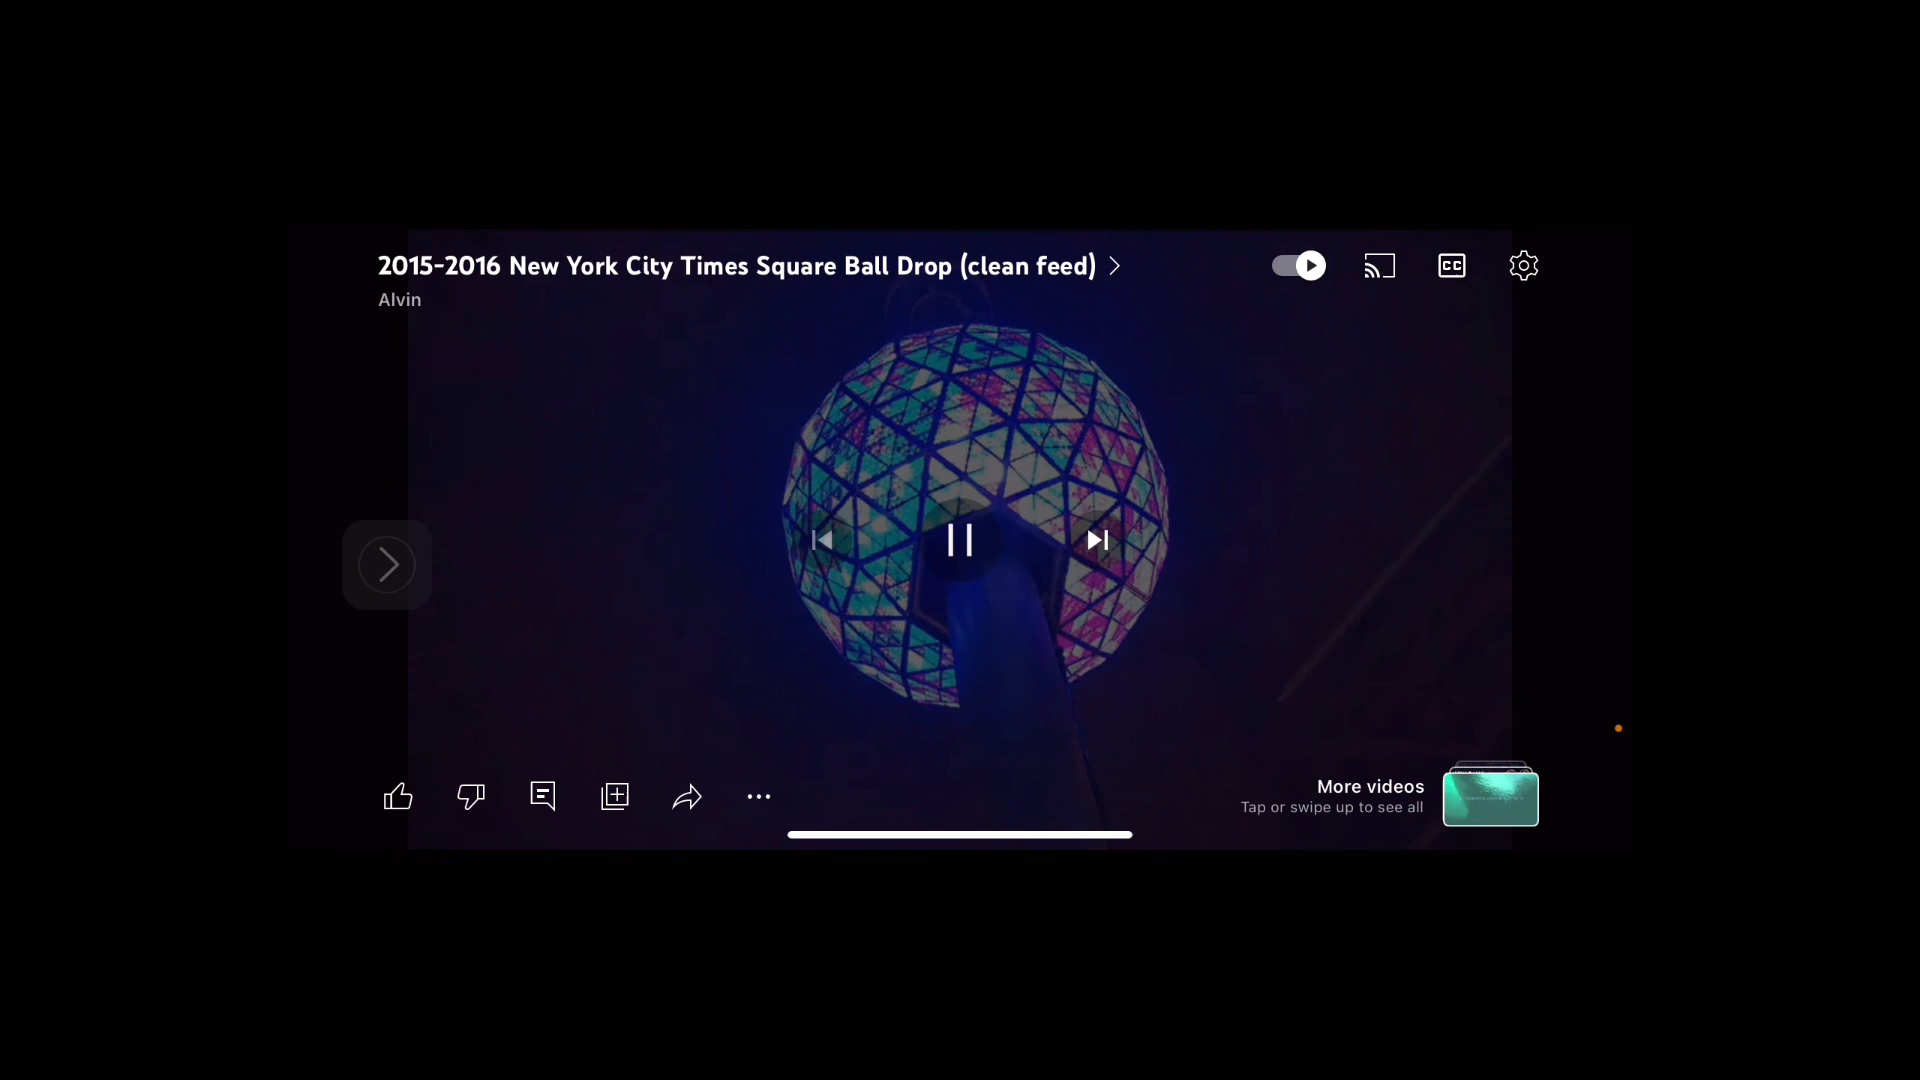 2015-2016 New York City Times Square Ball Drop (clean feed)
Alvin
CC
More videos
Tap or swipe up to see all